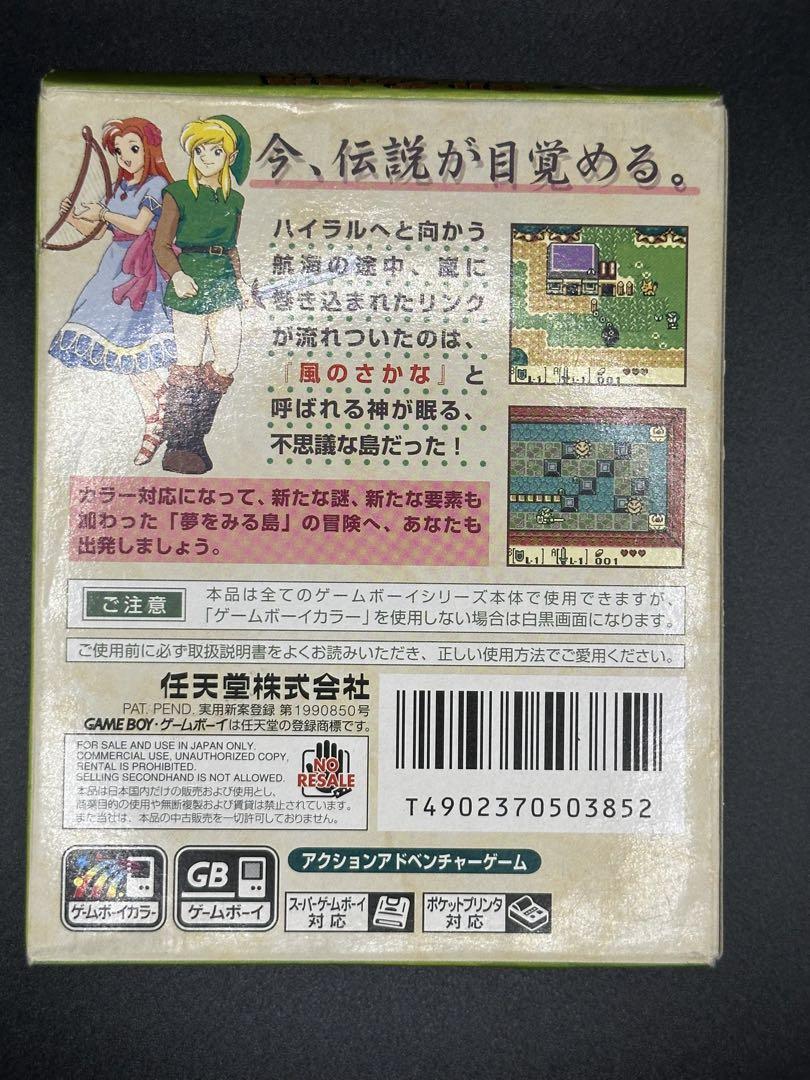 今、伝説が目覚める。
ハイラルへと向かう
航海の途中、嵐に
巻き込まれたリンク
が流れついたのは、
『風のさかな』と
呼ばれる神が眠る、
不思議な島だった！
カラー対応になって、新たな謎、新たな要素も
加わった「夢をみる島」の冒険へ、あなたも
出発しましょう。
ご注意
本品は全てのゲームボーイシリーズ本体で使用できますが、
「ゲームボーイカラー」を使用しない場合は白黒画面になります。
ご使用前に必ず取扱説明書をよくお読みいただき、正しい使用方法でご愛用ください。
任天堂株式会社
PAT. PEND. 実用新案登録 第1990850号
GAME BOY・ゲームボーイは任天堂の登録商標です。
FOR SALE AND USE IN JAPAN ONLY.
COMMERCIAL USE, UNAUTHORIZED COPY,
RENTAL IS PROHIBITED.
SELLING SECONDHAND IS NOT ALLOWED.
本品は日本国内だけの販売および使用とし、
商業目的の使用や無断複製および賃貸は禁止されています。
また当社は、本品の中古販売を一切許可しておりません。
NO
RESALE
T4902370503852
ゲームボーイカラー
GB
ゲームボーイ
アクションアドベンチャーゲーム
スーパーゲームボーイ
対応
ポケットプリンタ
対応
B
L-1
A
L-1
001
B
L-1
A
L-1
001